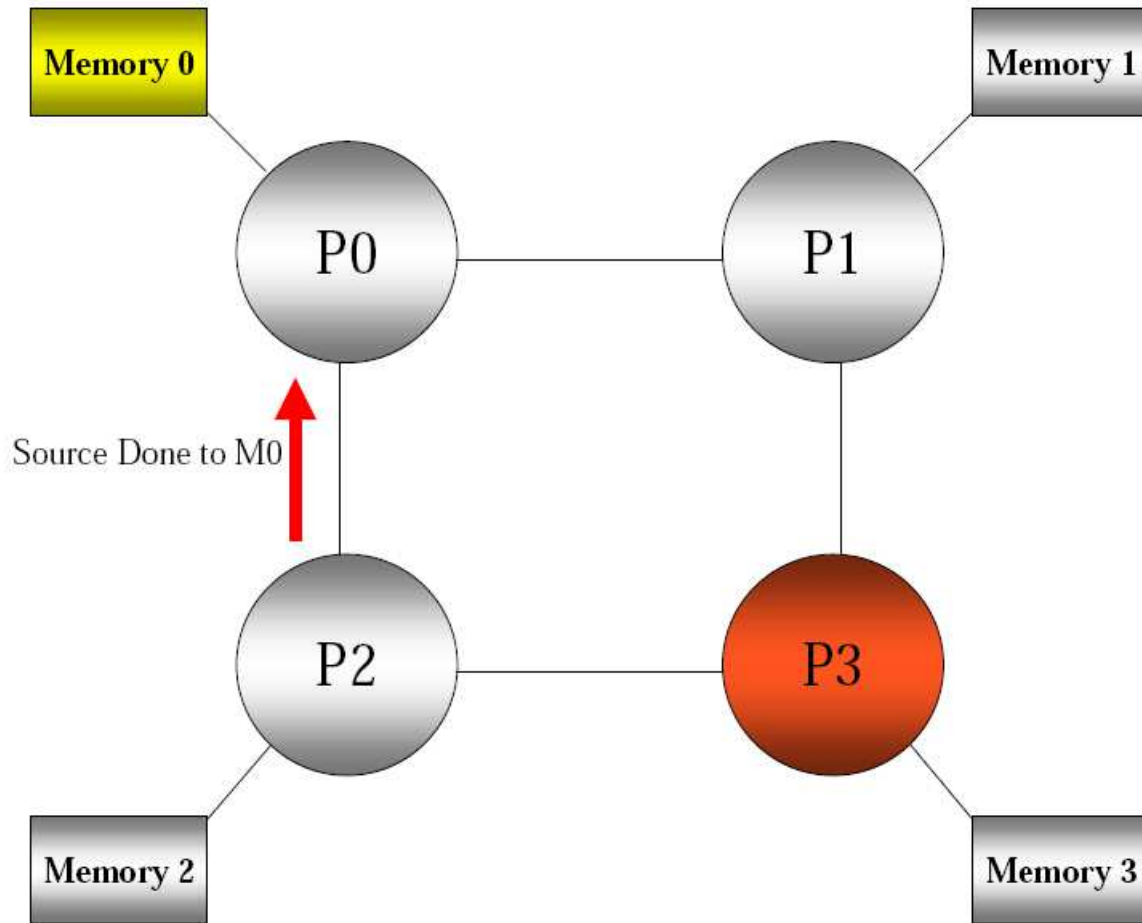 Memory 0
Memory 1
P0
P1
Source Done to M0
P2
P3
Memory 2
Memory 3